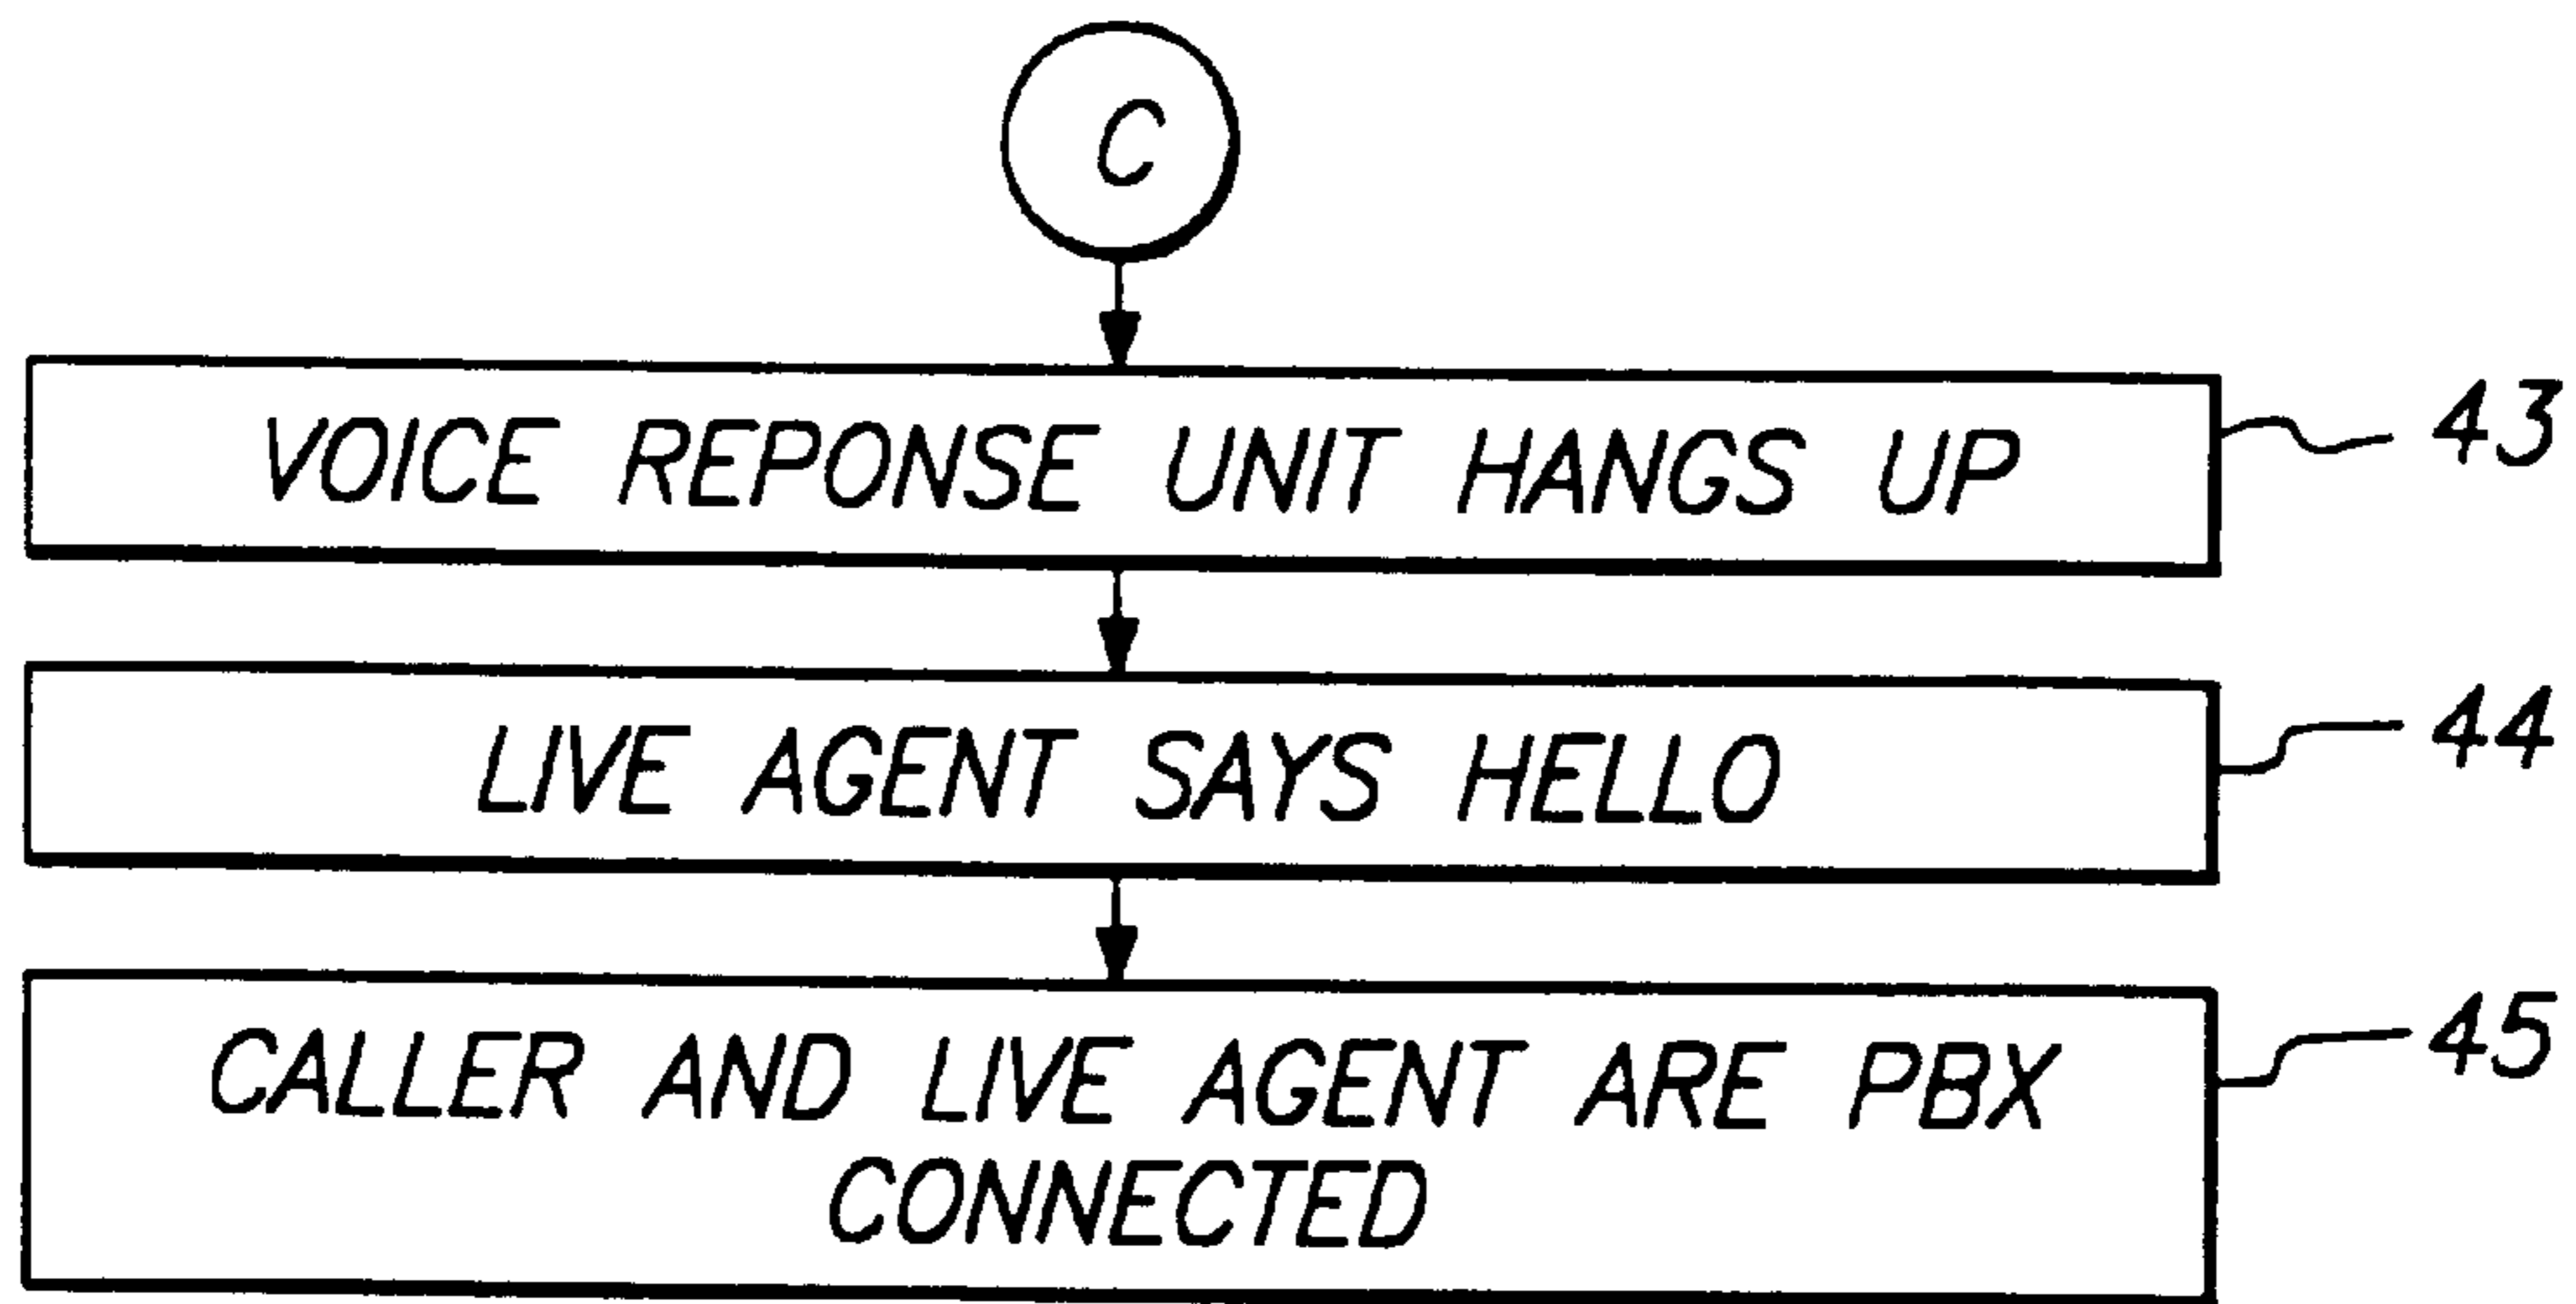 C
VOICE REPONSE UNIT HANGS UP
43
LIVE AGENT SAYS HELLO
44
CALLER AND LIVE AGENT ARE PBX
CONNECTED
45